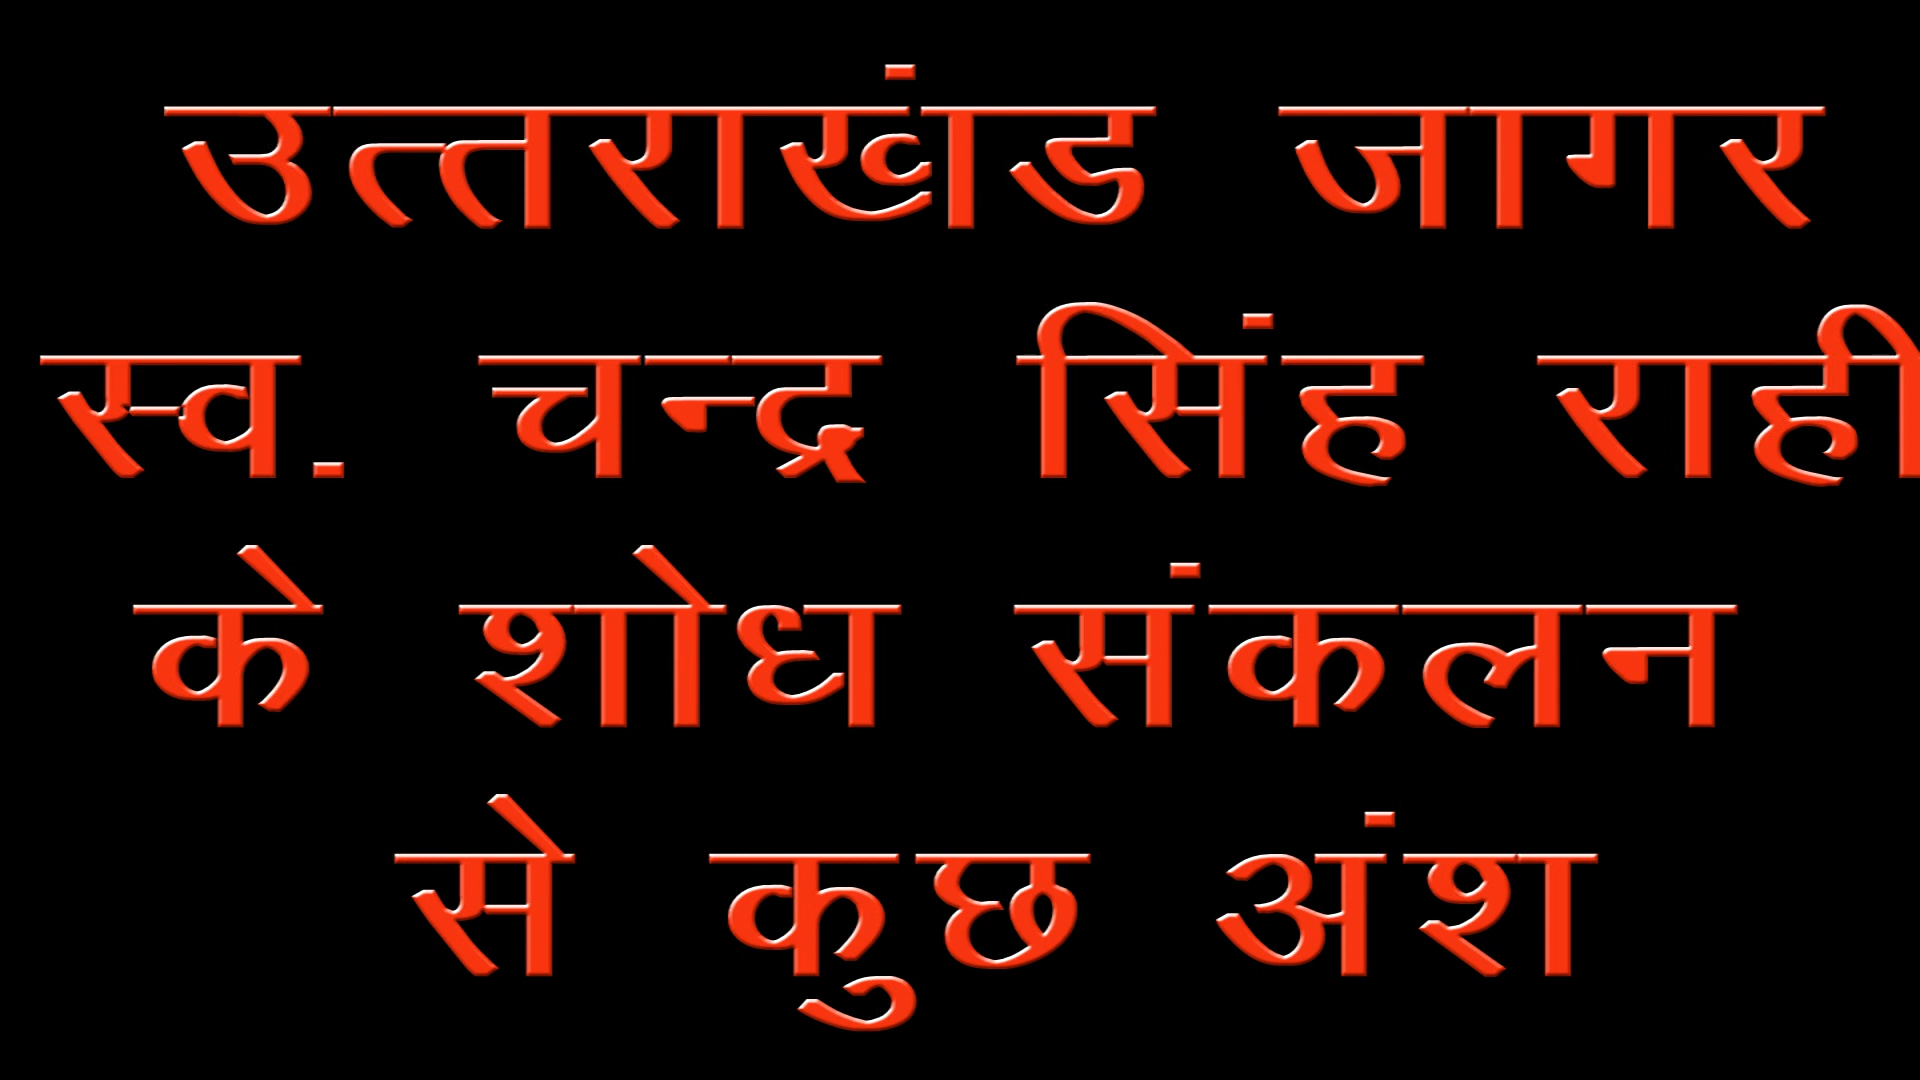 उत्तराखंड जागर
स्व. चन्द्र सिंह राही
के शोध संकलन
से कुछ अंश